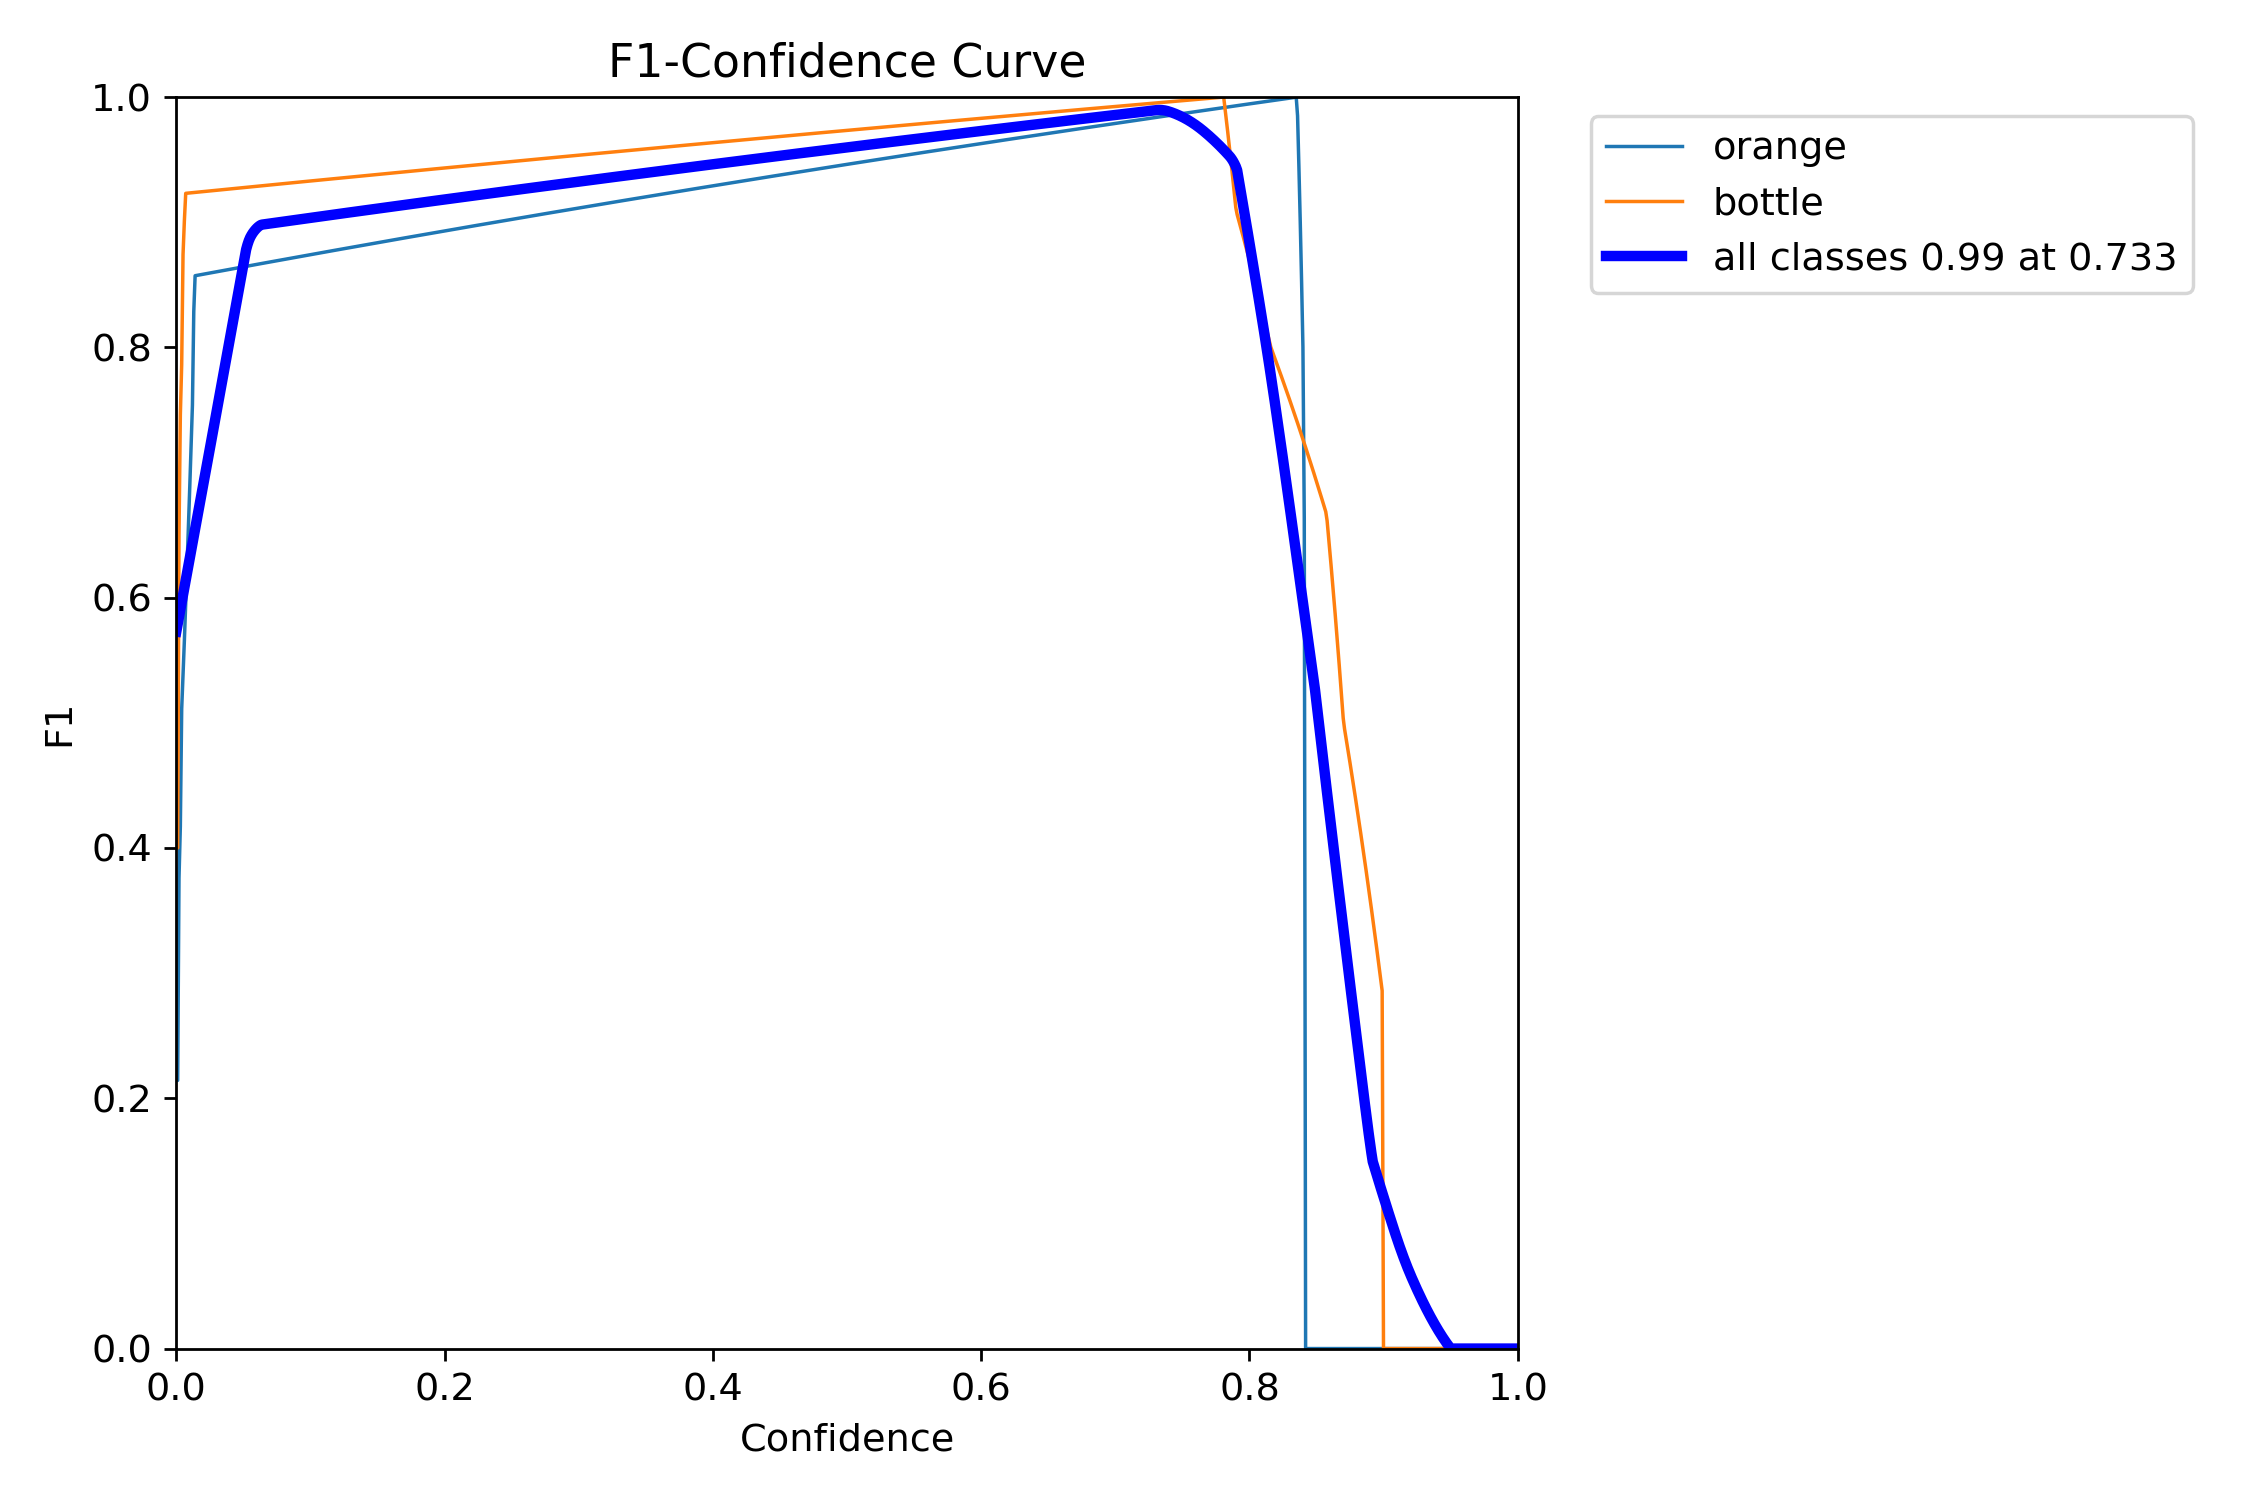 F1-Confidence Curve
1.0
0.8
0.6
0.4
0.2
0.0
F1
0.0 0.2 0.4 0.6 0.8 1.0
Confidence
orange
bottle
all classes 0.99 at 0.733